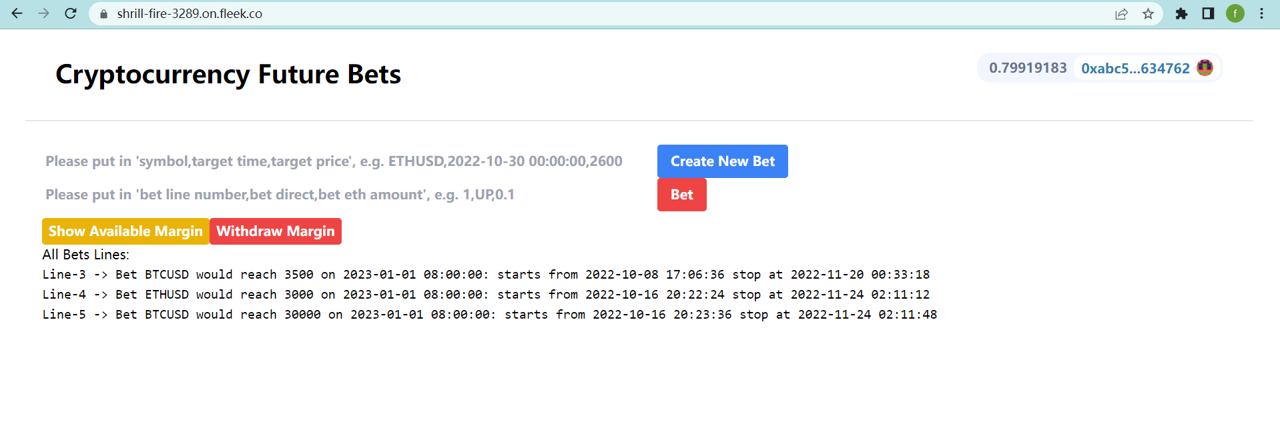 shrill-fire-3289.on.fleek.co
f
Cryptocurrency Future Bets
0.79919183 0xabc5...634762
Please put in 'symbol,target time,target price', e.g. ETHUSD,2022-10-30 00:00:00,2600
Create New Bet
Please put in 'bet line number,bet direct,bet eth amount', e.g. 1,UP,0.1
Bet
Show Available Margin Withdraw Margin
All Bets Lines:
Line-3 -> Bet BTCUSD would reach 3500 on 2023-01-01 08:00:00: starts from 2022-10-08 17:06:36 stop at 2022-11-20 00:33:18
Line-4 -> Bet ETHUSD would reach 3000 on 2023-01-01 08:00:00: starts from 2022-10-16 20:22:24 stop at 2022-11-24 02:11:12
Line-5 -> Bet BTCUSD would reach 30000 on 2023-01-01 08:00:00: starts from 2022-10-16 20:23:36 stop at 2022-11-24 02:11:48